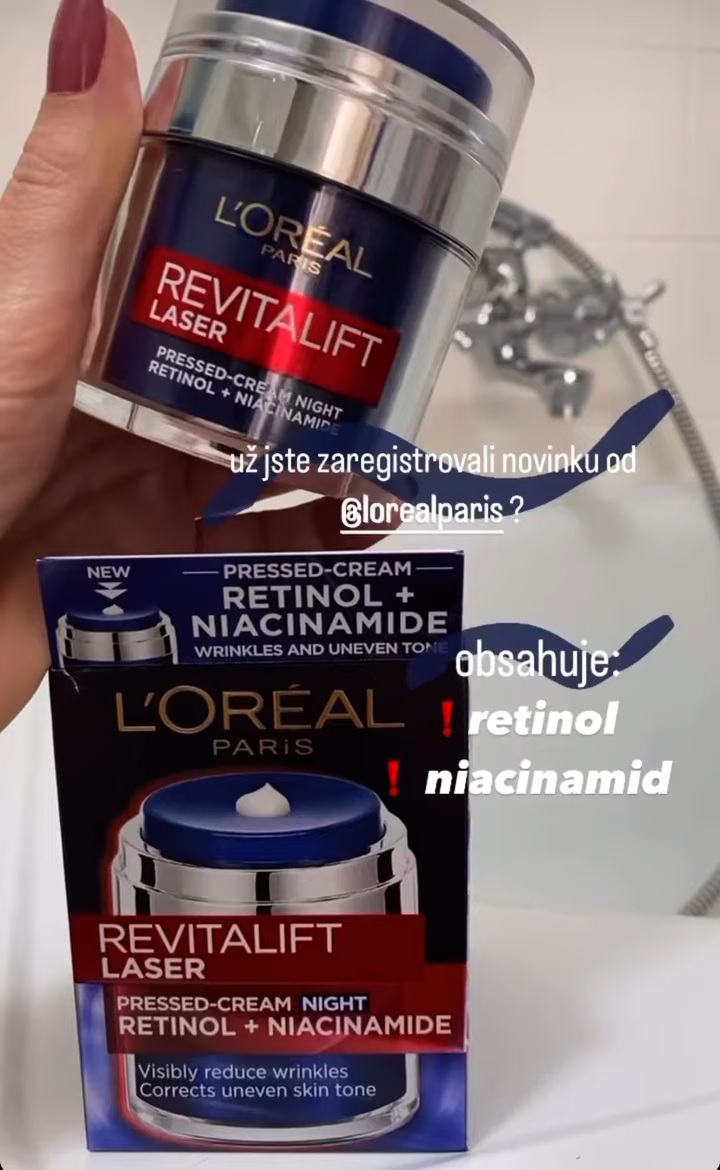 L'ORÉAL
PARIS
REVITALIFT
LASER
PRESSED-CREAM NIGHT
RETINOL + NIACINAMIDE
už jste zaregistrovali novinku od
@lorealparis ?
NEW
PRESSED-CREAM
RETINOL +
NIACINAMIDE
WRINKLES AND UNEVEN TONE
obsahuje:
❗retinol
❗niacinamid
L'ORÉAL
PARiS
REVITALIFT
LASER
PRESSED-CREAM NIGHT
RETINOL + NIACINAMIDE
Visibly reduce wrinkles
Corrects uneven skin tone